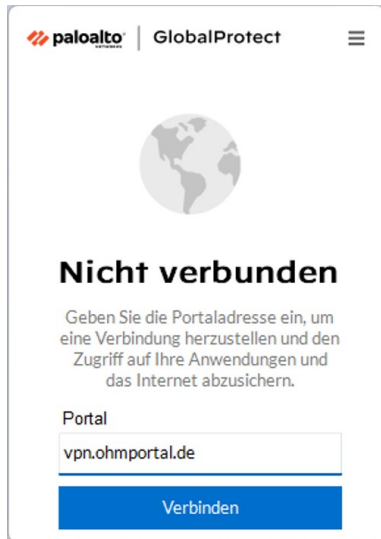 paloalto GlobalProtect
NETWORKS
Nicht verbunden
Geben Sie die Portaladresse ein, um
eine Verbindung herzustellen und den
Zugriff auf Ihre Anwendungen und
das Internet abzusichern.
Portal
vpn.ohmportal.de
Verbinden